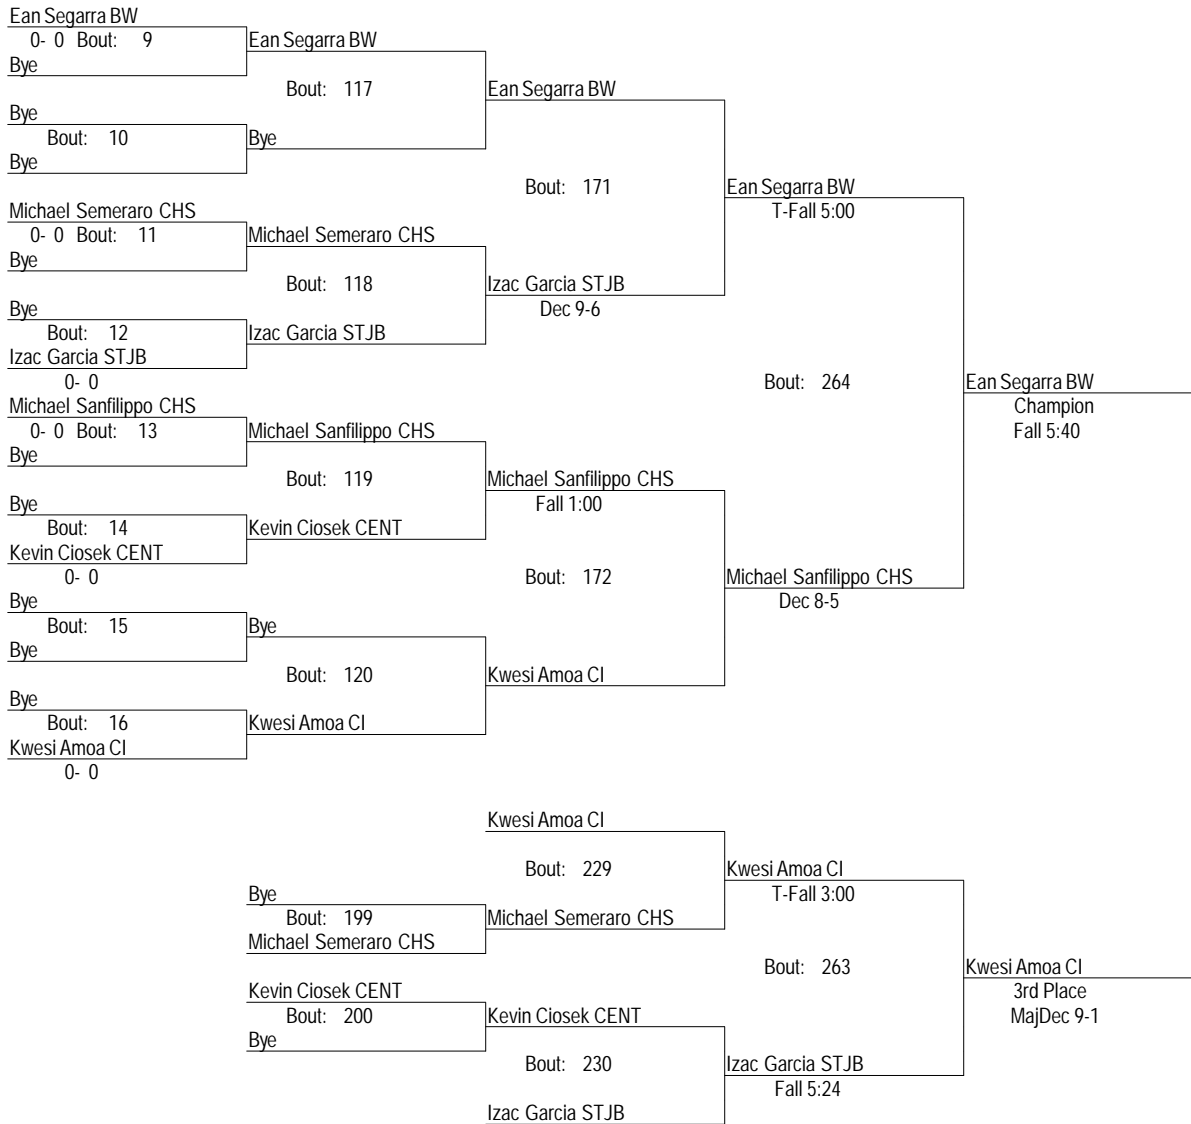 Ean Segarra BW
0- 0 Bout: 9
Bye
Ean Segarra BW
Bout: 117
Bye
Bout: 10
Bye
Bye
Ean Segarra BW
Bout: 171
Michael Semeraro CHS
0- 0 Bout: 11
Bye
Michael Semeraro CHS
Bout: 118
Bye
Bout: 12
Izac Garcia STJB
0- 0
Izac Garcia STJB
Izac Garcia STJB
Dec 9-6
Ean Segarra BW
T-Fall 5:00
Bout: 264
Michael Sanfilippo CHS
0- 0 Bout: 13
Bye
Michael Sanfilippo CHS
Bout: 119
Bye
Bout: 14
Kevin Ciosek CENT
0- 0
Kevin Ciosek CENT
Michael Sanfilippo CHS
Fall 1:00
Bout: 172
Bye
Bout: 15
Bye
Bye
Bout: 120
Bye
Bout: 16
Kwesi Amoa CI
0- 0
Kwesi Amoa CI
Kwesi Amoa CI
Michael Sanfilippo CHS
Dec 8-5
Ean Segarra BW
Champion
Fall 5:40
Kwesi Amoa CI
Bout: 229
Bye
Bout: 199
Michael Semeraro CHS
Michael Semeraro CHS
Kwesi Amoa CI
T-Fall 3:00
Bout: 263
Kevin Ciosek CENT
Bout: 200
Bye
Kevin Ciosek CENT
Bout: 230
Izac Garcia STJB
Izac Garcia STJB
Fall 5:24
Kwesi Amoa CI
3rd Place
MajDec 9-1